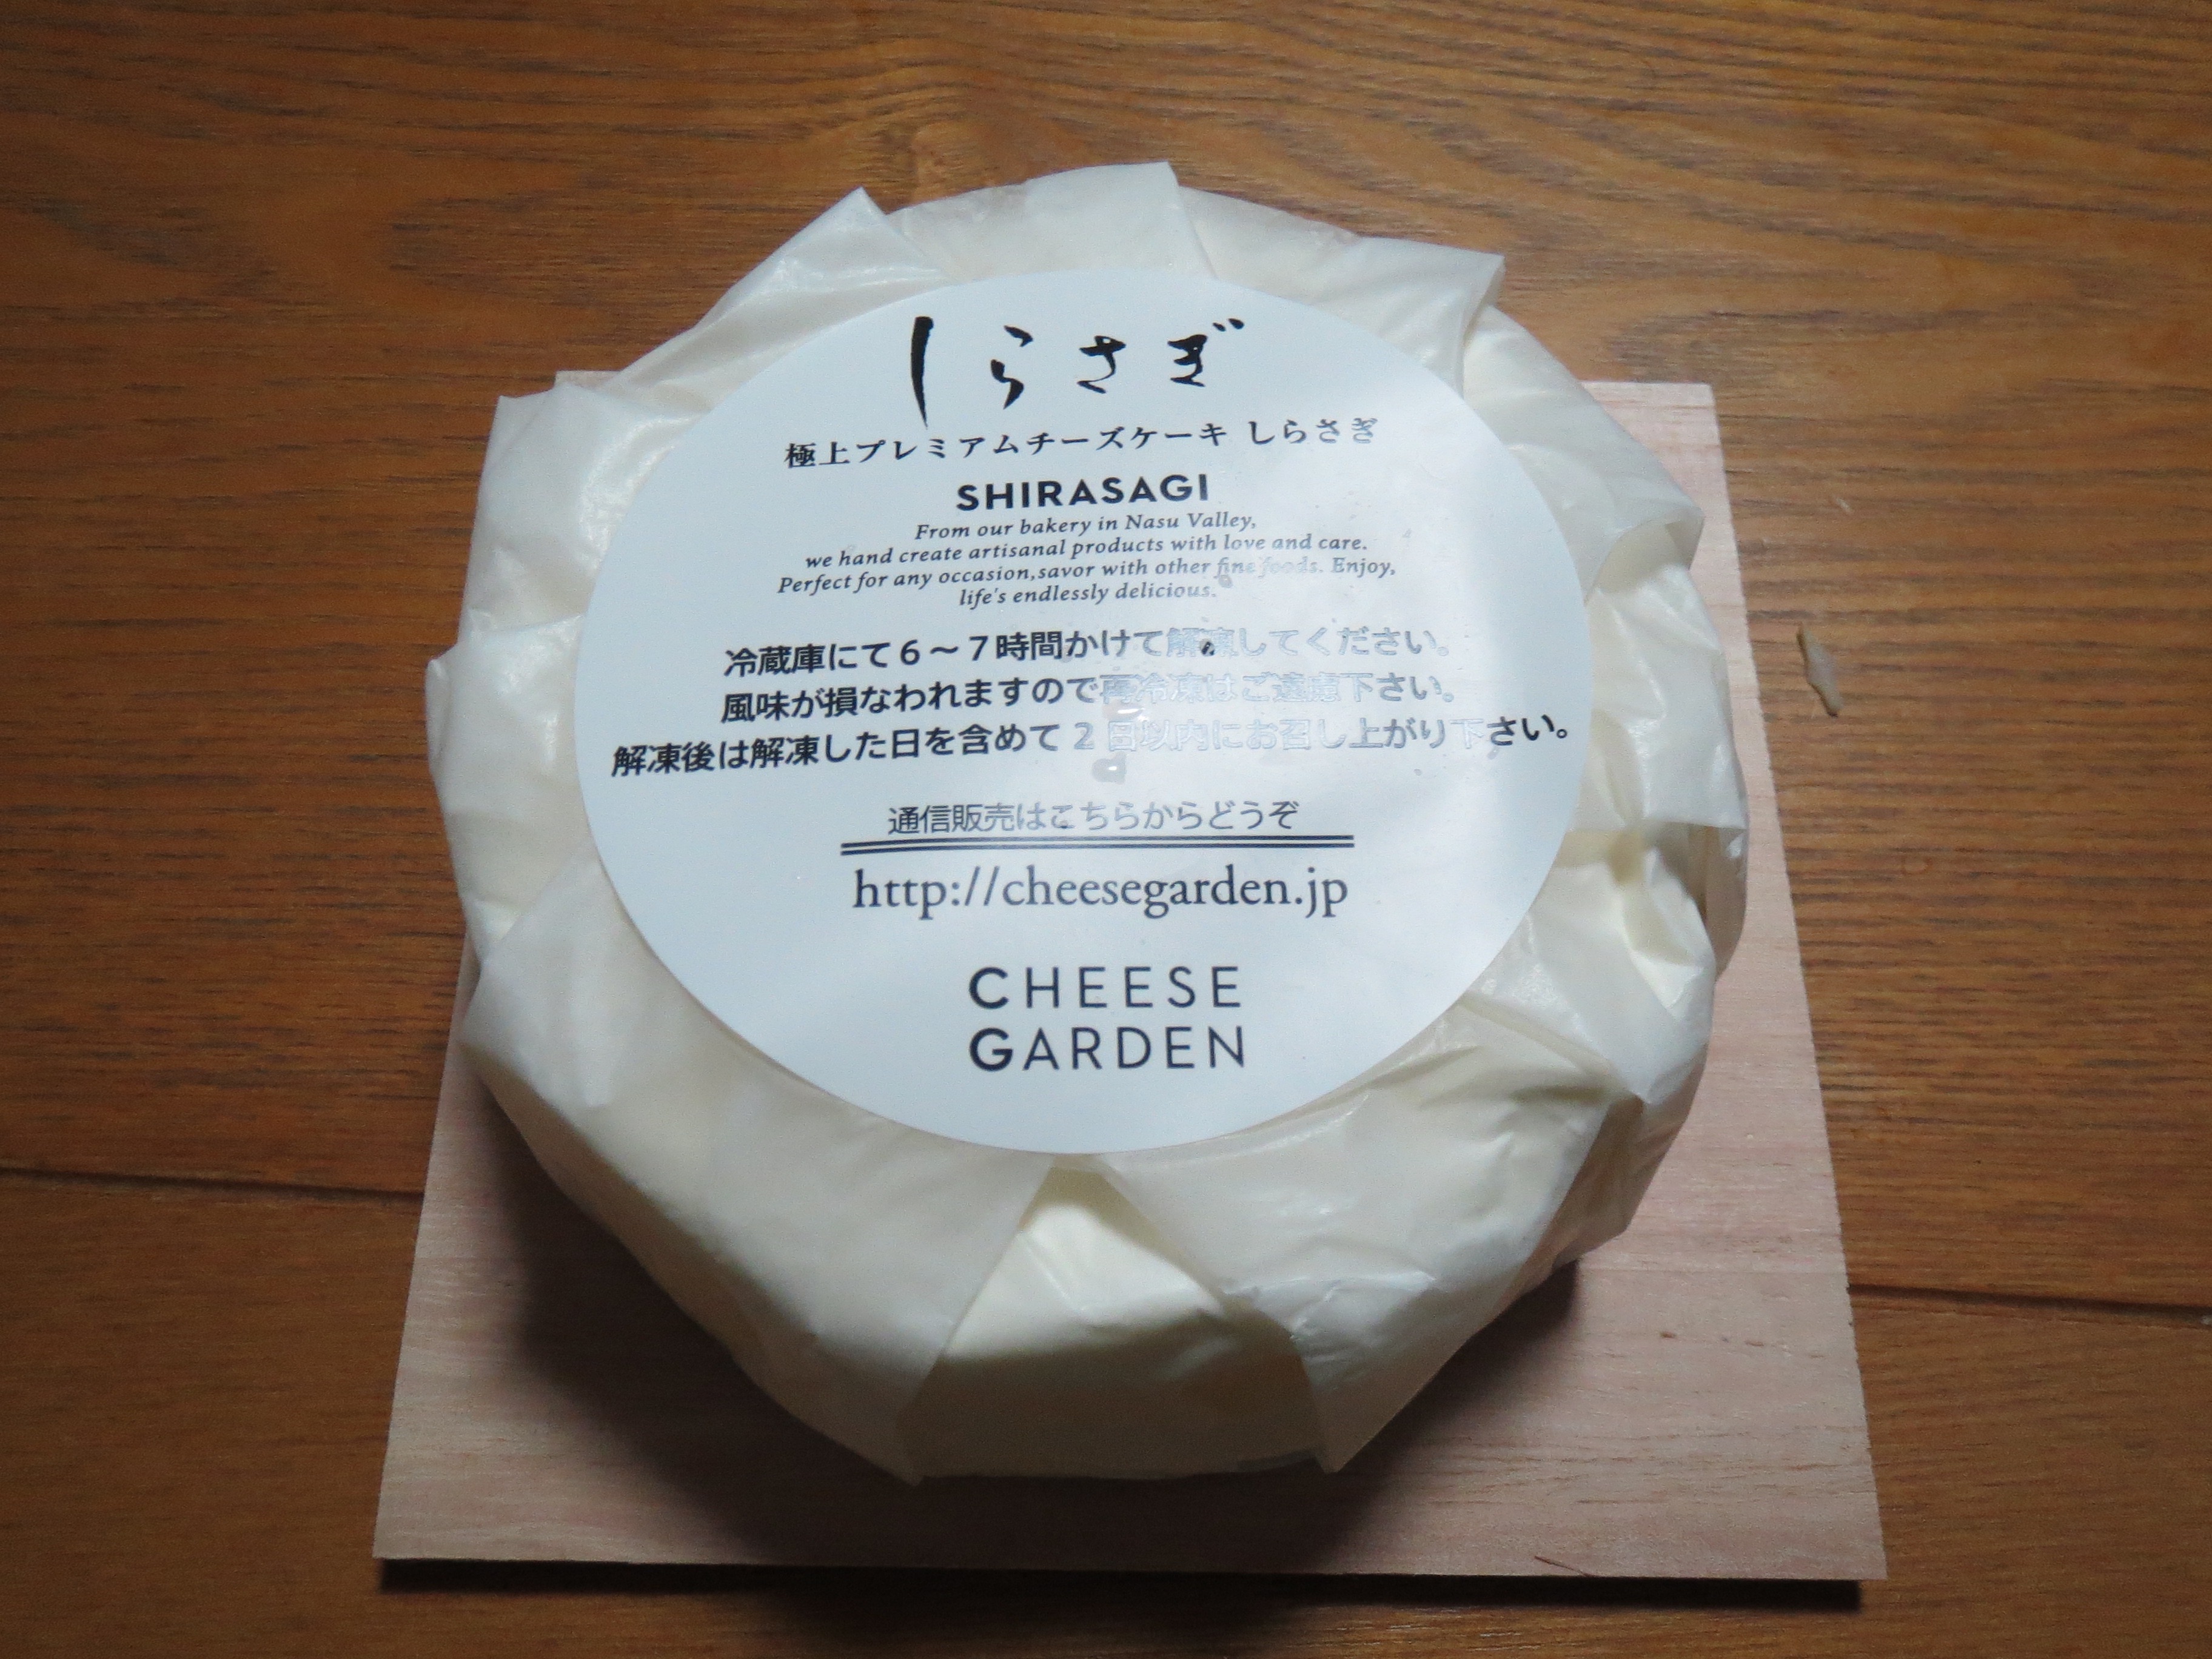 しらさぎ
極上プレミアムチーズケーキ しらさぎ
SHIRASAGI
From our bakery in Nasu Valley,
we hand create artisanal products with love and care.
Perfect for any occasion,savor with other fine foods. Enjoy,
life's endlessly delicious.
冷蔵庫にて6～7時間かけて解凍してください。
風味が損なわれますので再冷凍はご遠慮下さい。
解凍後は解凍した日を含めて2日以内にお召し上がり下さい。
通信販売はこちらからどうぞ
http://cheesegarden.jp
CHEESE
GARDEN